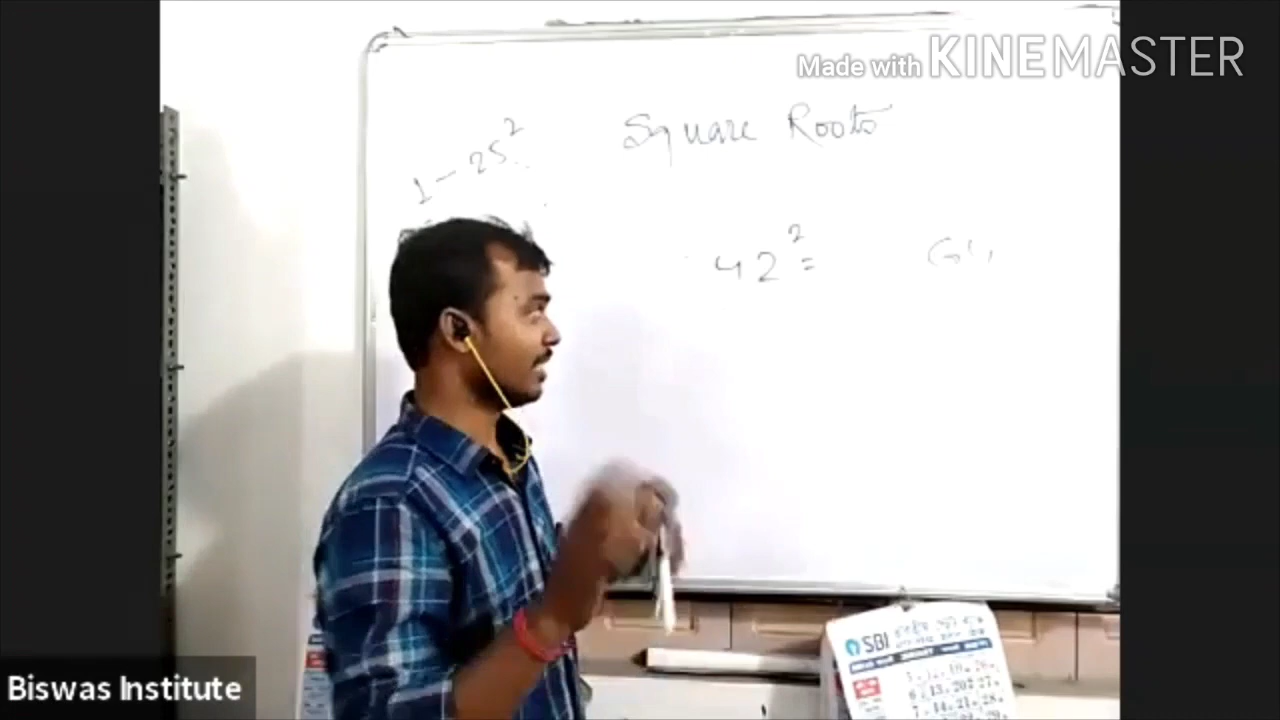 Made with KINEMASTER
Square Roots
1 - 25²
42² =
SBI
Biswas Institute